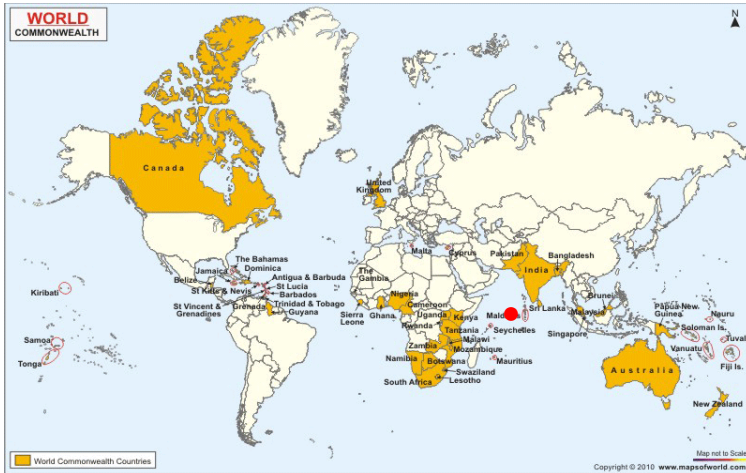 WORLD
COMMONWEALTH
N
Canada
United
Kingdom
Malta
Cyprus
Pakistan
Bangladesh
India
The Bahamas
Jamaica
Dominica
Belize
Antigua & Barbuda
St Kitts & Nevis
St Lucia
Barbados
St Vincent &
Grenadines
Grenada
Trinidad & Tobago
Guyana
The
Gambia
Sierra
Leone
Ghana
Nigeria
Cameroon
Uganda
Kenya
Rwanda
Tanzania
Malawi
Zambia
Mozambique
Namibia
Botswana
Swaziland
South Africa
Lesotho
Seychelles
Mauritius
Sri Lanka
Brunei
Malaysia
Singapore
Papua New
Guinea
Nauru
Soloman Is.
Vanuatu
Fiji Is.
Australia
New Zealand
Kiribati
Samoa
Tonga
World Commonwealth Countries
Map not to Scale
Copyright © 2010 www.mapsofworld.com